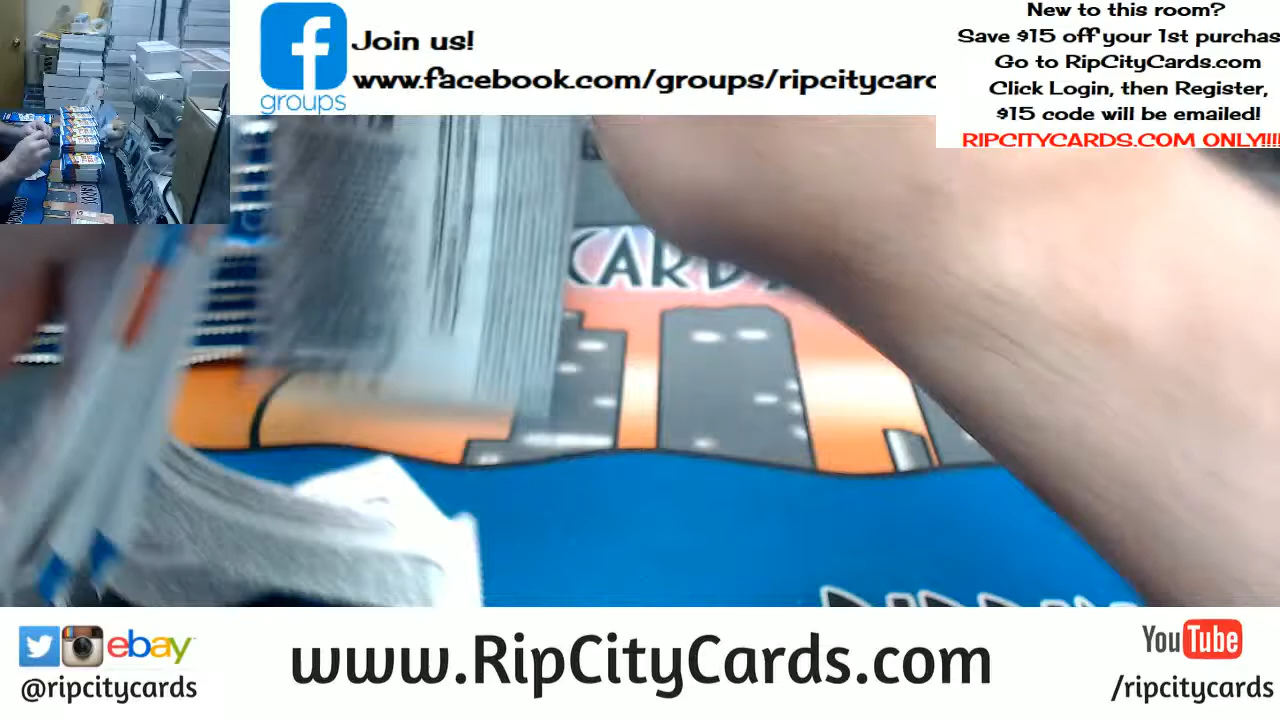 Join us!
www.facebook.com/groups/ripcitycarc
groups
New to this room?
Save $15 off your 1st purchas
Go to RipCityCards.com
Click Login, then Register,
$15 code will be emailed!
RIPCITYCARDS.COM ONLY!!!!
CARDS
ebay
@ripcitycards
www.RipCityCards.com
YouTube
/ripcitycards